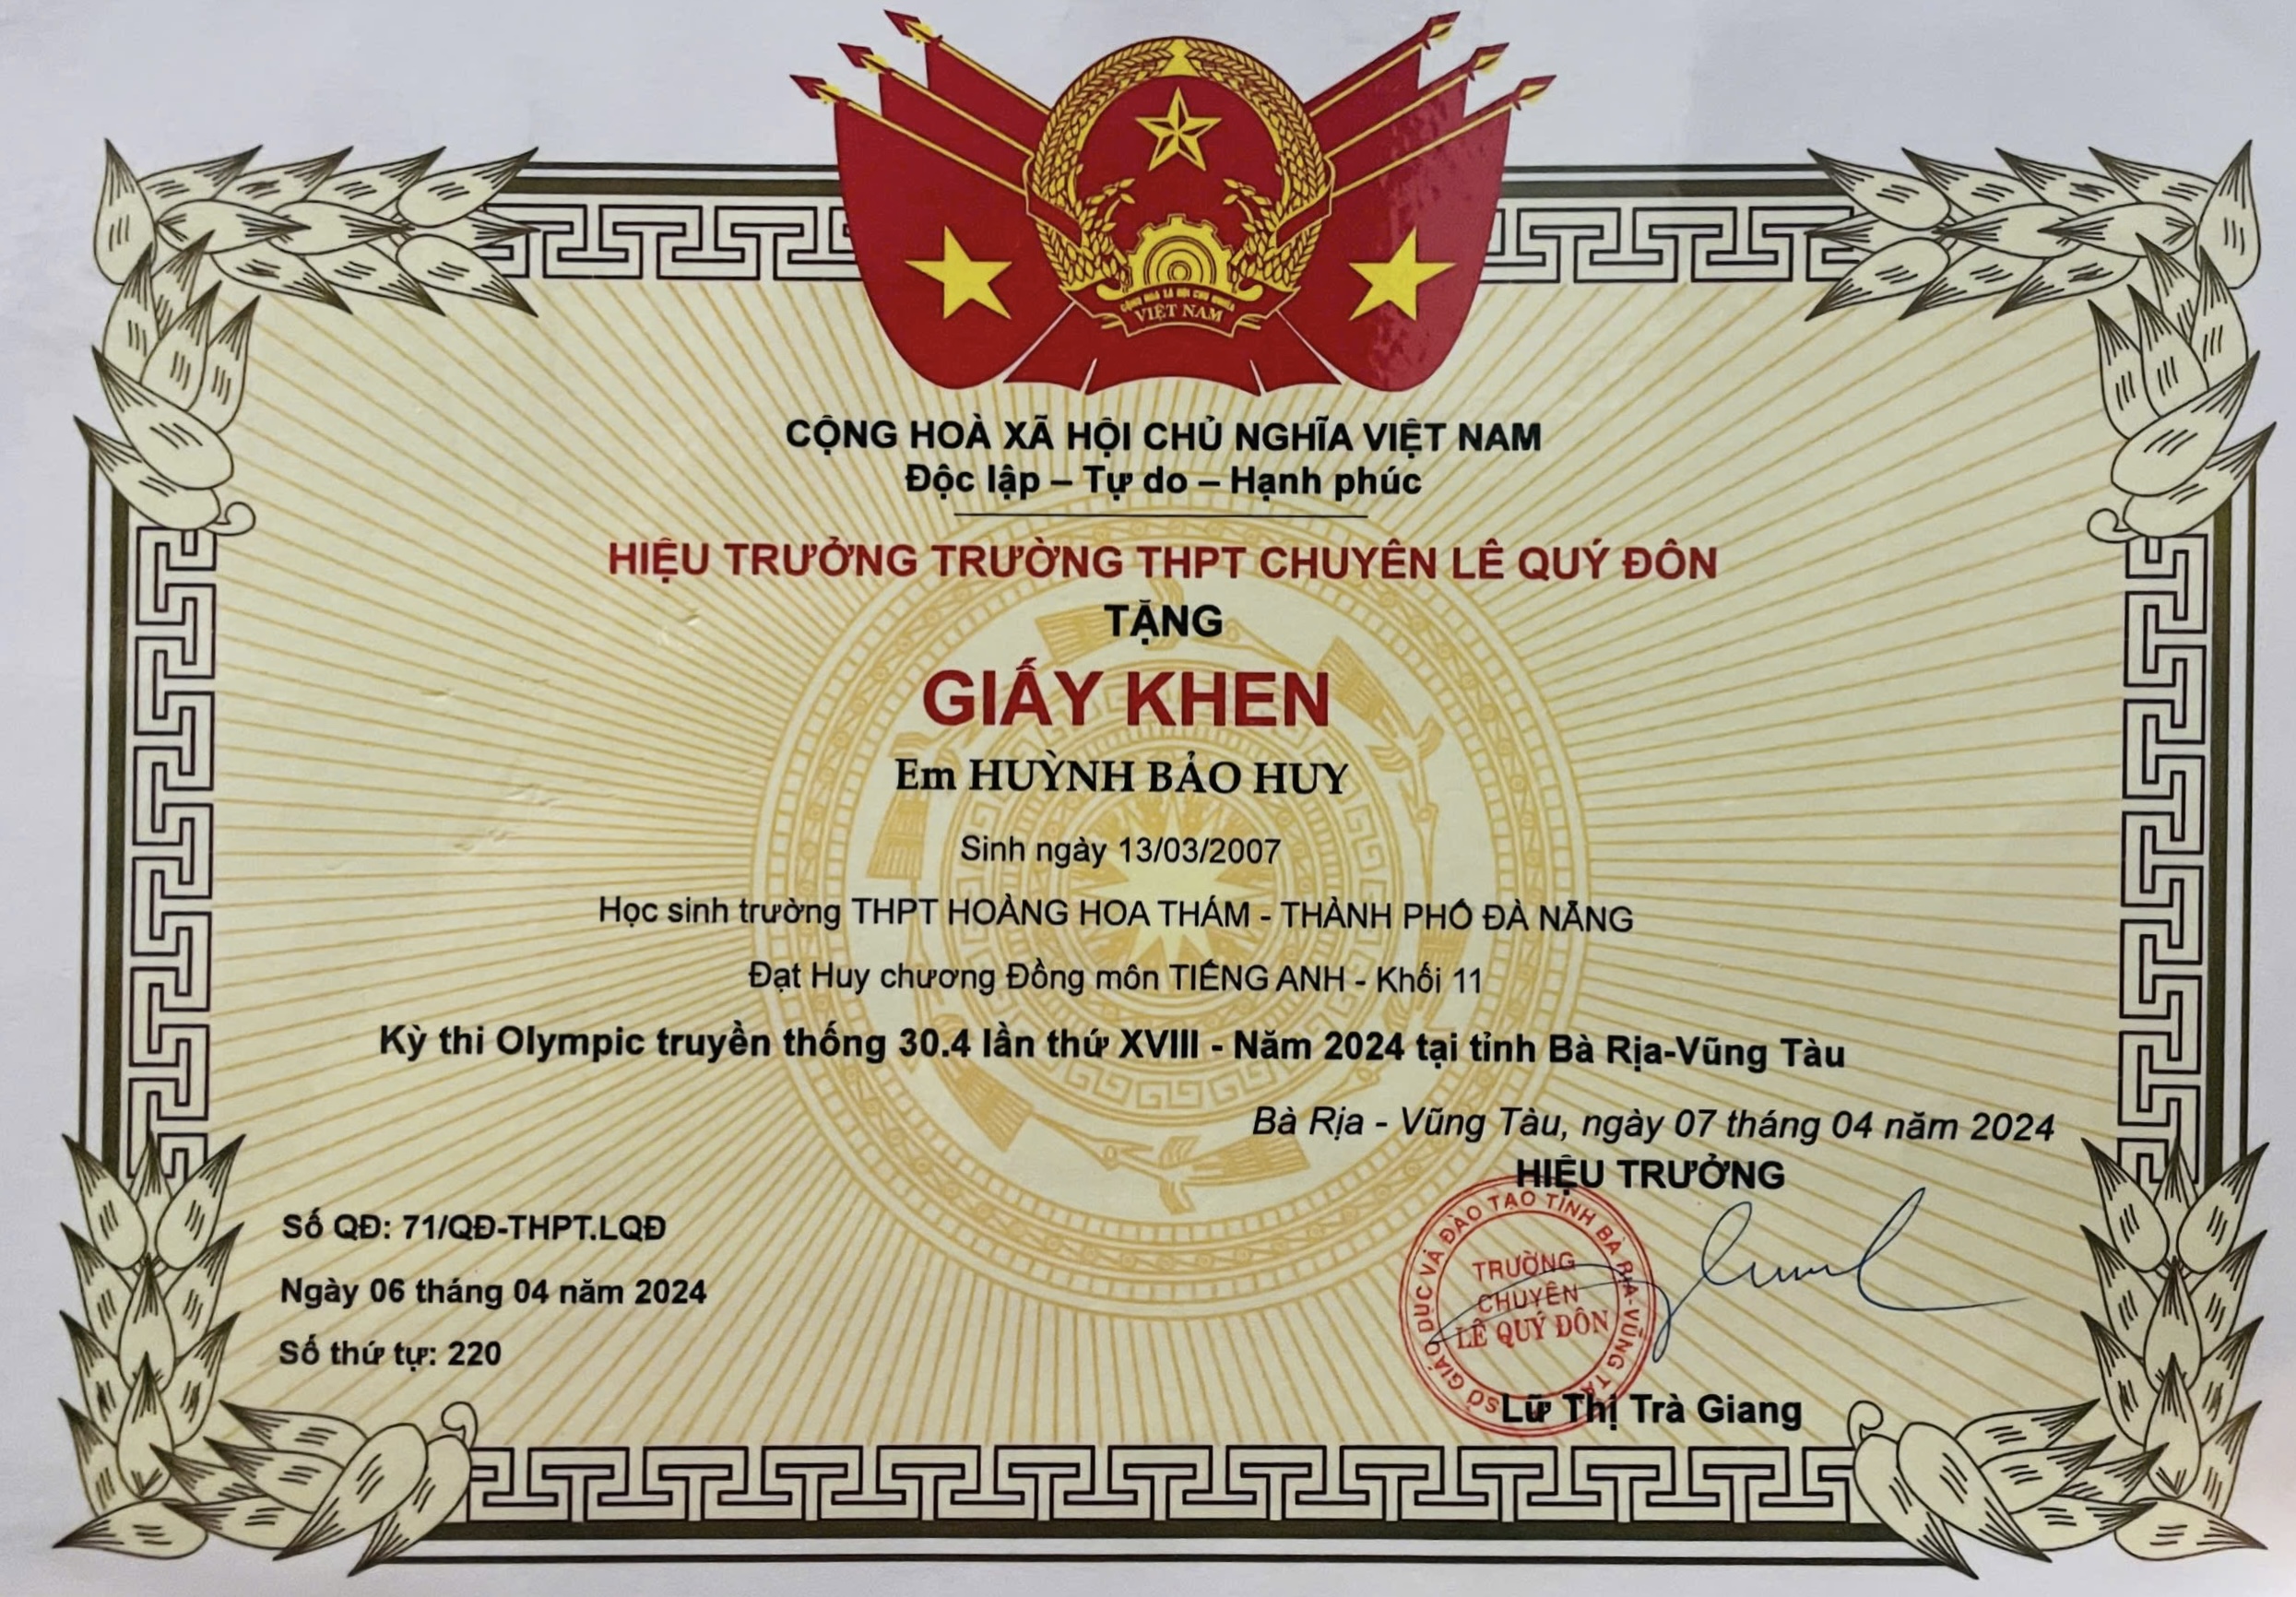 CỘNG HOÀ XÃ HỘI CHỦ NGHĨA
VIỆT NAM
CỘNG HOÀ XÃ HỘI CHỦ NGHĨA VIỆT NAM
Độc lập – Tự do – Hạnh phúc
HIỆU TRƯỞNG TRƯỜNG THPT CHUYÊN LÊ QUÝ ĐÔN
TẶNG
GIẤY KHEN
Em HUỲNH BẢO HUY
Sinh ngày 13/03/2007
Học sinh trường THPT HOÀNG HOA THÁM - THÀNH PHỐ ĐÀ NẴNG
Đạt Huy chương Đồng môn TIẾNG ANH - Khối 11
Kỳ thi Olympic truyền thống 30.4 lần thứ XVIII - Năm 2024 tại tỉnh Bà Rịa-Vũng Tàu
Bà Rịa - Vũng Tàu, ngày 07 tháng 04 năm 2024
HIỆU TRƯỞNG
Số QĐ: 71/QĐ-THPT.LQĐ
Ngày 06 tháng 04 năm 2024
Số thứ tự: 220
SỞ GIÁO DỤC VÀ ĐÀO TẠO TỈNH BÀ RỊA-VŨNG TÀU
TRƯỜNG
CHUYÊN
LÊ QUÝ ĐÔN
Lữ Thị Trà Giang